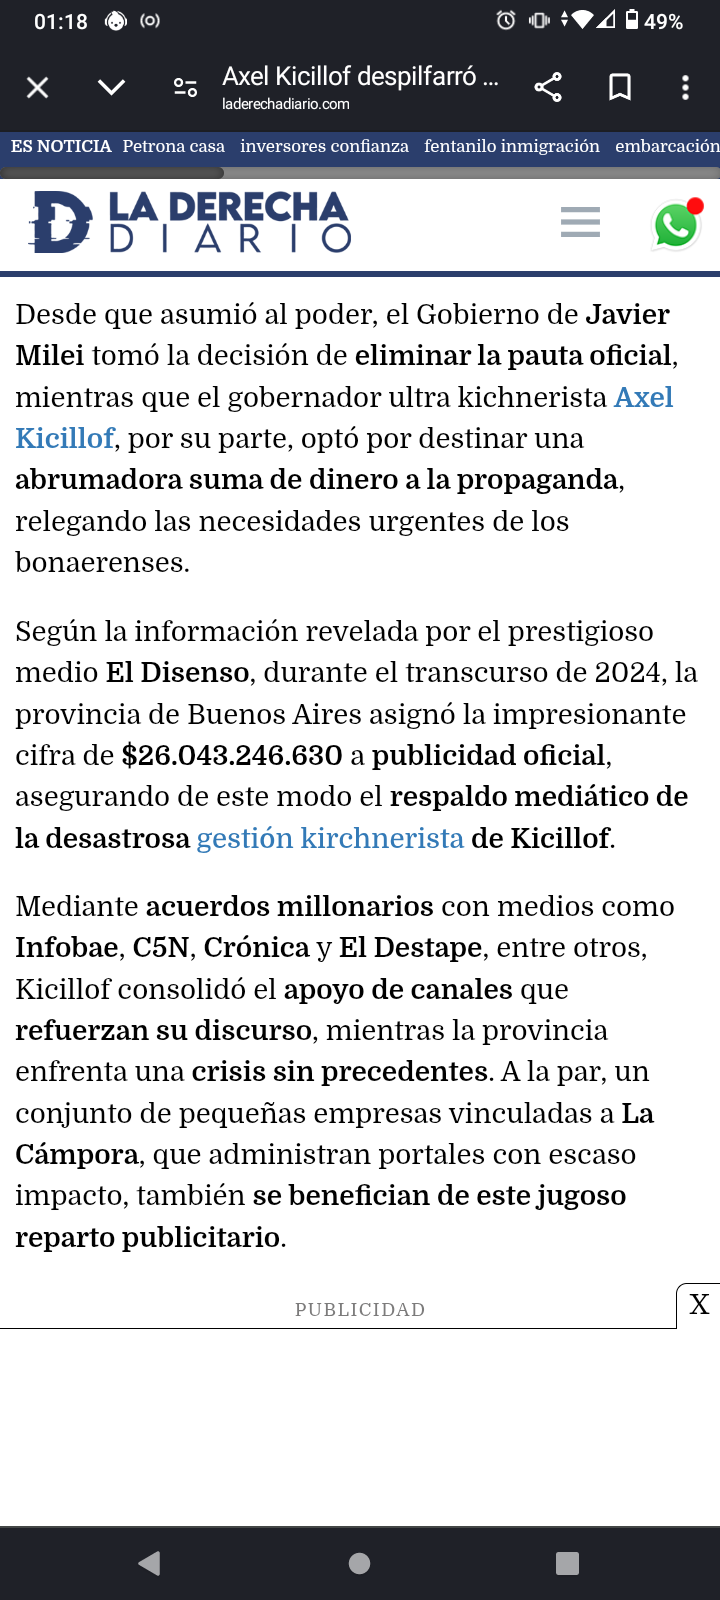 01:18
49%
Axel Kicillof despilfarró ...
laderechadiario.com
ES NOTICIA Petrona casa inversores confianza fentanilo inmigración embarcación
D LA DERECHA
DIARIO
Desde que asumió al poder, el Gobierno de Javier
Milei tomó la decisión de eliminar la pauta oficial,
mientras que el gobernador ultra kichnerista Axel
Kicillof, por su parte, optó por destinar una
abrumadora suma de dinero a la propaganda,
relegando las necesidades urgentes de los
bonaerenses.
Según la información revelada por el prestigioso
medio El Disenso, durante el transcurso de 2024, la
provincia de Buenos Aires asignó la impresionante
cifra de $26.043.246.630 a publicidad oficial,
asegurando de este modo el respaldo mediático de
la desastrosa gestión kirchnerista de Kicillof.
Mediante acuerdos millonarios con medios como
Infobae, C5N, Crónica y El Destape, entre otros,
Kicillof consolidó el apoyo de canales que
refuerzan su discurso, mientras la provincia
enfrenta una crisis sin precedentes. A la par, un
conjunto de pequeñas empresas vinculadas a La
Cámpora, que administran portales con escaso
impacto, también se benefician de este jugoso
reparto publicitario.
X
PUBLICIDAD